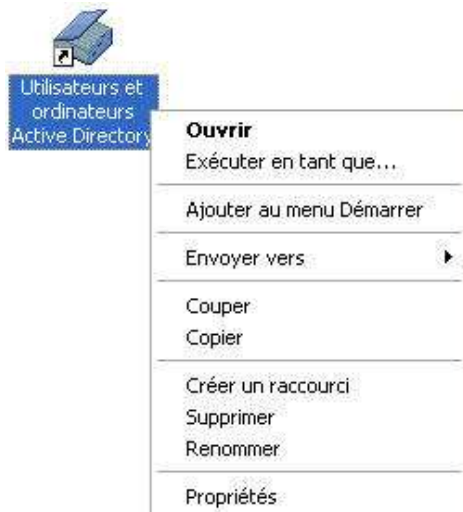 Utilisateurs et
ordinateurs
Active Directory
Ouvrir
Exécuter en tant que...
Ajouter au menu Démarrer
Envoyer vers
Couper
Copier
Créer un raccourci
Supprimer
Renommer
Propriétés